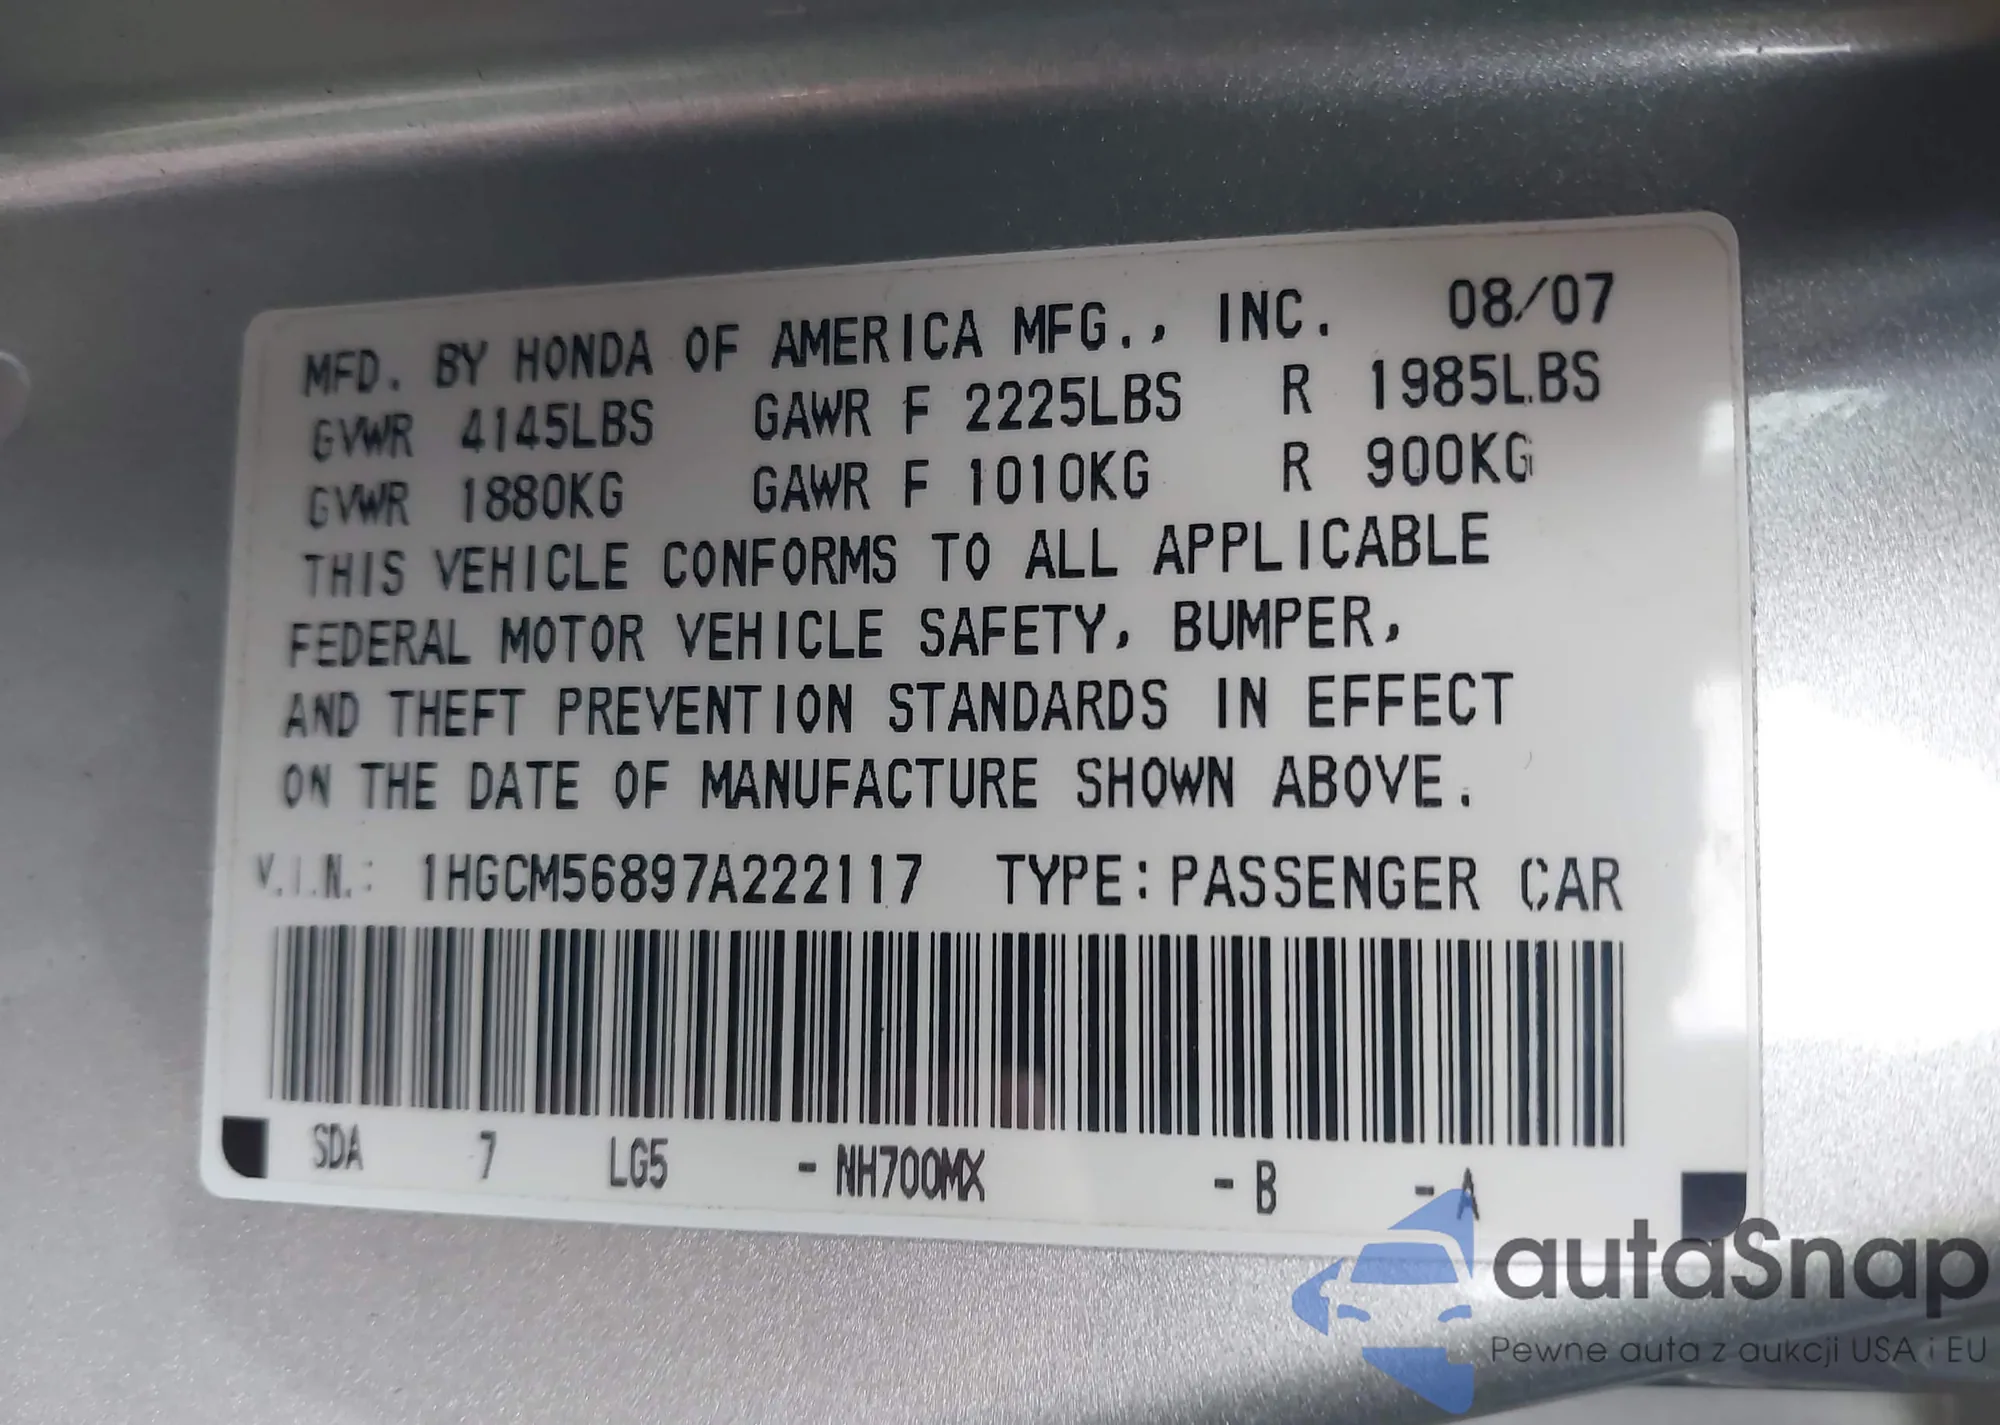 MFD. BY HONDA OF AMERICA MFG., INC. 08/07
GVWR 4145LBS GAWR F 2225LBS R 1985LBS
GVWR 1880KG GAWR F 1010KG R 900KG
THIS VEHICLE CONFORMS TO ALL APPLICABLE
FEDERAL MOTOR VEHICLE SAFETY, BUMPER,
AND THEFT PREVENTION STANDARDS IN EFFECT
ON THE DATE OF MANUFACTURE SHOWN ABOVE.
V.I.N.: 1HGCM56897A222117 TYPE:PASSENGER CAR
SDA 7 LG5 - NH700MX - B - A
autaSnap
Pewne auta z aukcji USA i EU